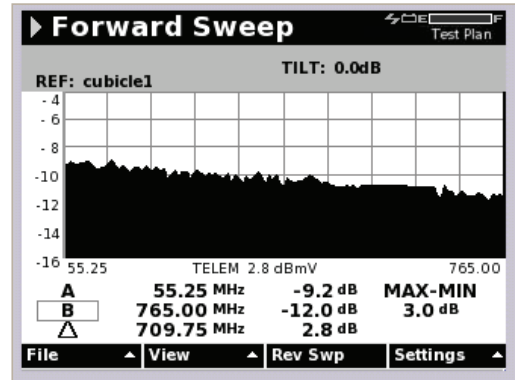 Forward Sweep
E F
Test Plan
TILT: 0.0dB
REF: cubicle1
- 4
- 6
- 8
-10
-12
-14
-16
55.25 TELEM 2.8 dBmV 765.00
A 55.25 MHz -9.2 dB MAX-MIN
B 765.00 MHz -12.0 dB 3.0 dB
△ 709.75 MHz 2.8 dB
File View Rev Swp Settings